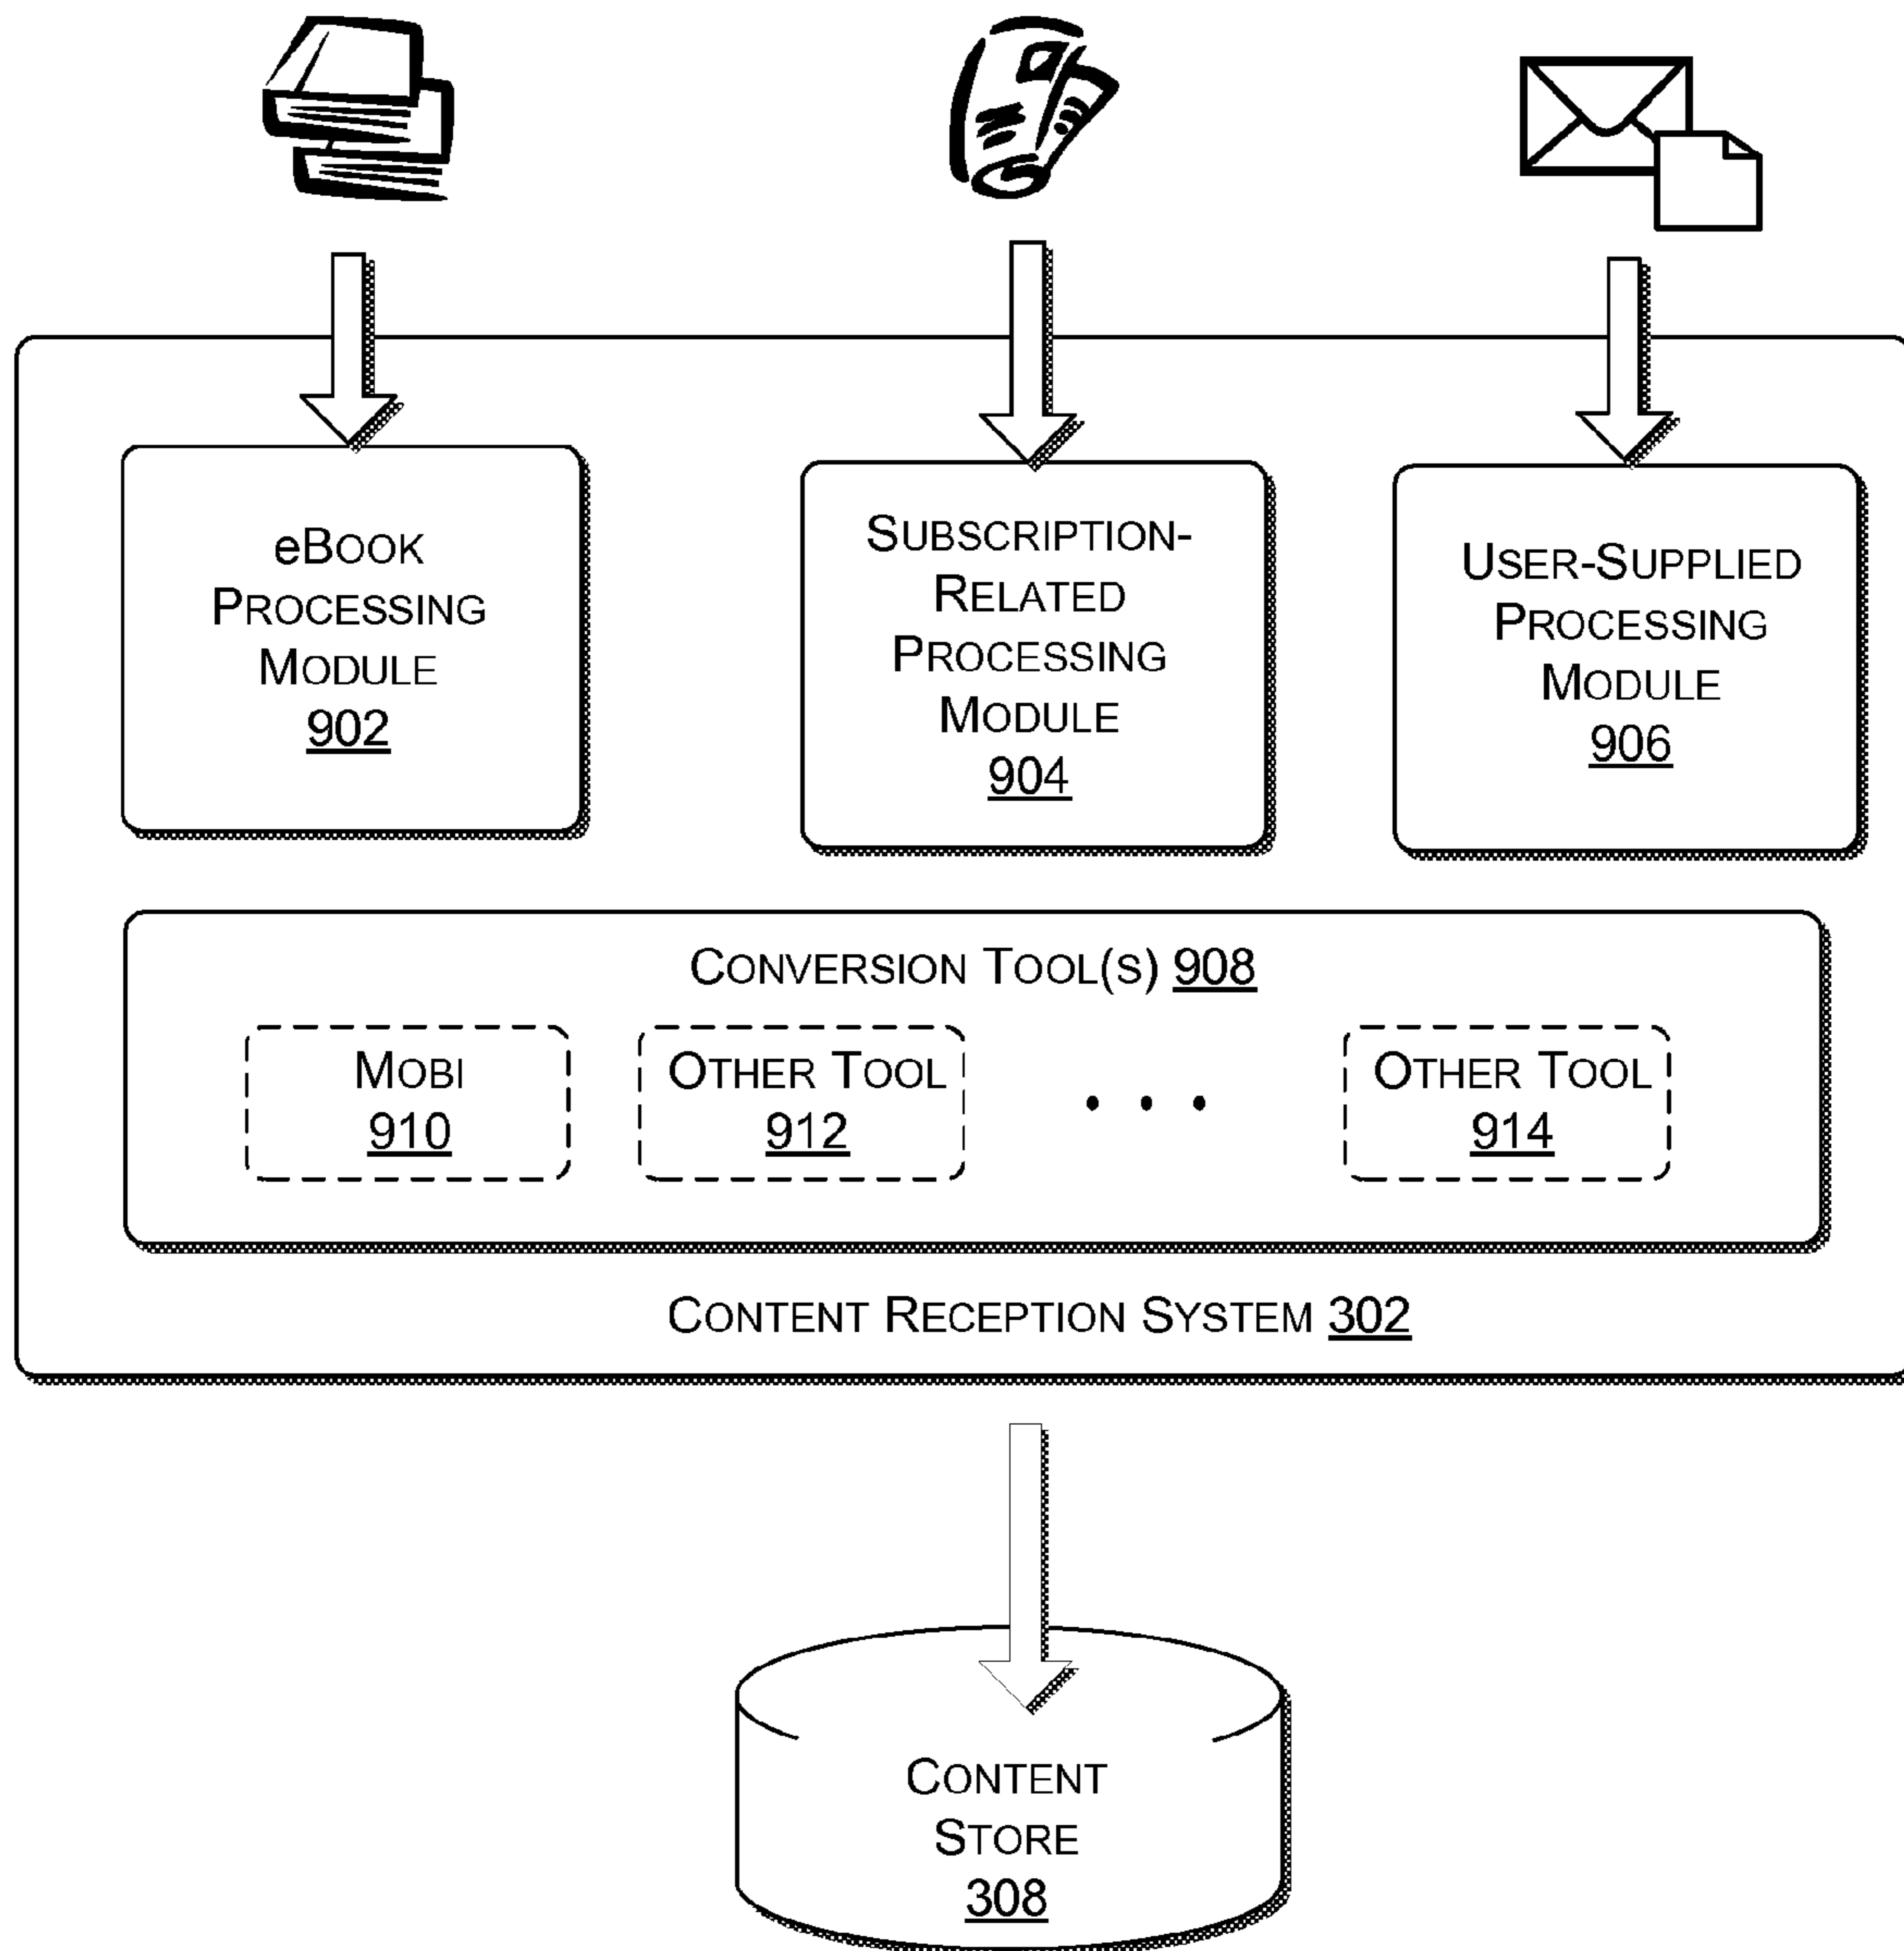 eBOOK
PROCESSING
MODULE
902
SUBSCRIPTION-
RELATED
PROCESSING
MODULE
904
USER-SUPPLIED
PROCESSING
MODULE
906
CONVERSION TOOL(S) 908
MOBI
910
OTHER TOOL
912
• • •
OTHER TOOL
914
CONTENT RECEPTION SYSTEM 302
CONTENT
STORE
308